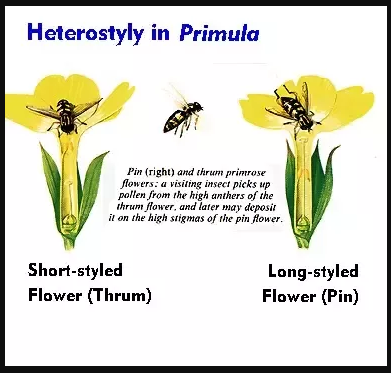 Heterostyly in Primula
Pin (right) and thrum primrose
flowers: a visiting insect picks up
pollen from the high anthers of the
thrum flower, and later may deposit
it on the high stigmas of the pin flower.
Short-styled
Flower (Thrum)
Long-styled
Flower (Pin)